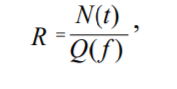 R = N(t) / Q(f) ,